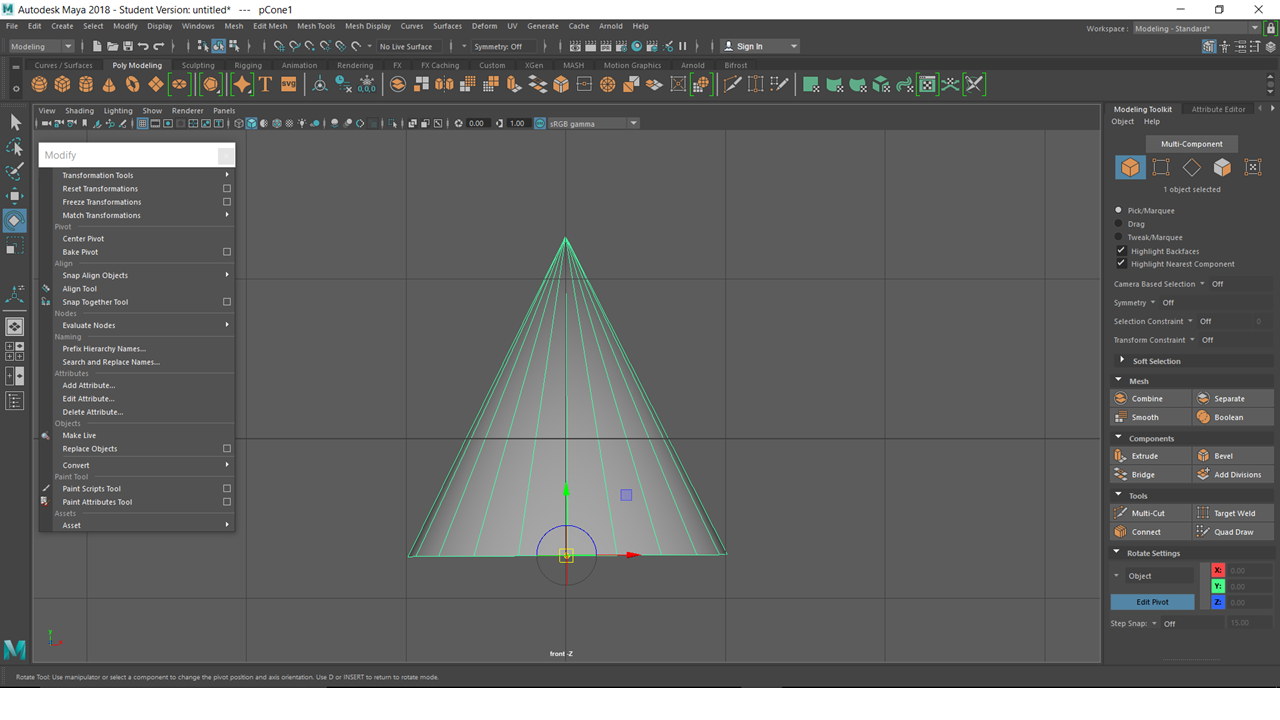 Autodesk Maya 2018 - Student Version: untitled*   ---   pCone1
File Edit Create Select Modify Display Windows Mesh Edit Mesh Mesh Tools Mesh Display Curves Surfaces Deform UV Generate Cache Arnold Help
Workspace: Modeling - Standard*
Modeling No Live Surface Symmetry: Off Sign In
Curves / Surfaces Poly Modeling Sculpting Rigging Animation Rendering FX FX Caching Custom XGen MASH Motion Graphics Arnold Bifrost
View Shading Lighting Show Renderer Panels
0.00 1.00 sRGB gamma
Modify
Transformation Tools
Reset Transformations
Freeze Transformations
Match Transformations
Pivot
Center Pivot
Bake Pivot
Align
Snap Align Objects
Align Tool
Snap Together Tool
Nodes
Evaluate Nodes
Naming
Prefix Hierarchy Names...
Search and Replace Names...
Attributes
Add Attribute...
Edit Attribute...
Delete Attribute...
Objects
Make Live
Replace Objects
Convert
Paint Tool
Paint Scripts Tool
Paint Attributes Tool
Assets
Asset
front -Z
Modeling Toolkit Attribute Editor
Object Help
Multi-Component
1 object selected
Pick/Marquee
Drag
Tweak/Marquee
Highlight Backfaces
Highlight Nearest Component
Camera Based Selection Off
Symmetry Off
Selection Constraint Off 0
Transform Constraint Off
Soft Selection
Mesh
Combine Separate
Smooth Boolean
Components
Extrude Bevel
Bridge Add Divisions
Tools
Multi-Cut Target Weld
Connect Quad Draw
Rotate Settings
Object X: 0.00
Y: 0.00
Edit Pivot Z: 0.00
Step Snap: Off 15.00
Rotate Tool: Use manipulator or select a component to change the pivot position and axis orientation. Use D or INSERT to return to rotate mode.